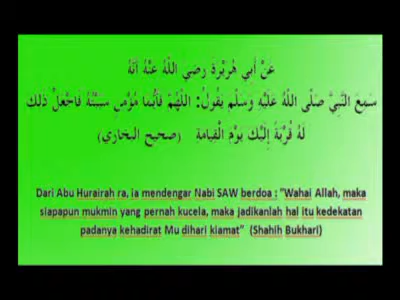 عَنْ أَبِي هُرَيْرَةَ رَضِيَ اللَّهُ عَنْهُ أَنَّهُ
سَمِعَ النَّبِيَّ صَلَّى اللَّهُ عَلَيْهِ وَسَلَّمَ يَقُولُ: اللَّهُمَّ فَأَيُّمَا مُؤْمِنٍ سَبَبْتُهُ فَاجْعَلْ ذَلِكَ
لَهُ قُرْبَةً إِلَيْكَ يَوْمَ الْقِيَامَةِ (صحيح البخاري)
Dari Abu Hurairah ra, ia mendengar Nabi SAW berdoa : "Wahai Allah, maka
siapapun mukmin yang pernah kucela, maka jadikanlah hal itu kedekatan
padanya kehadirat Mu dihari kiamat" (Shahih Bukhari)